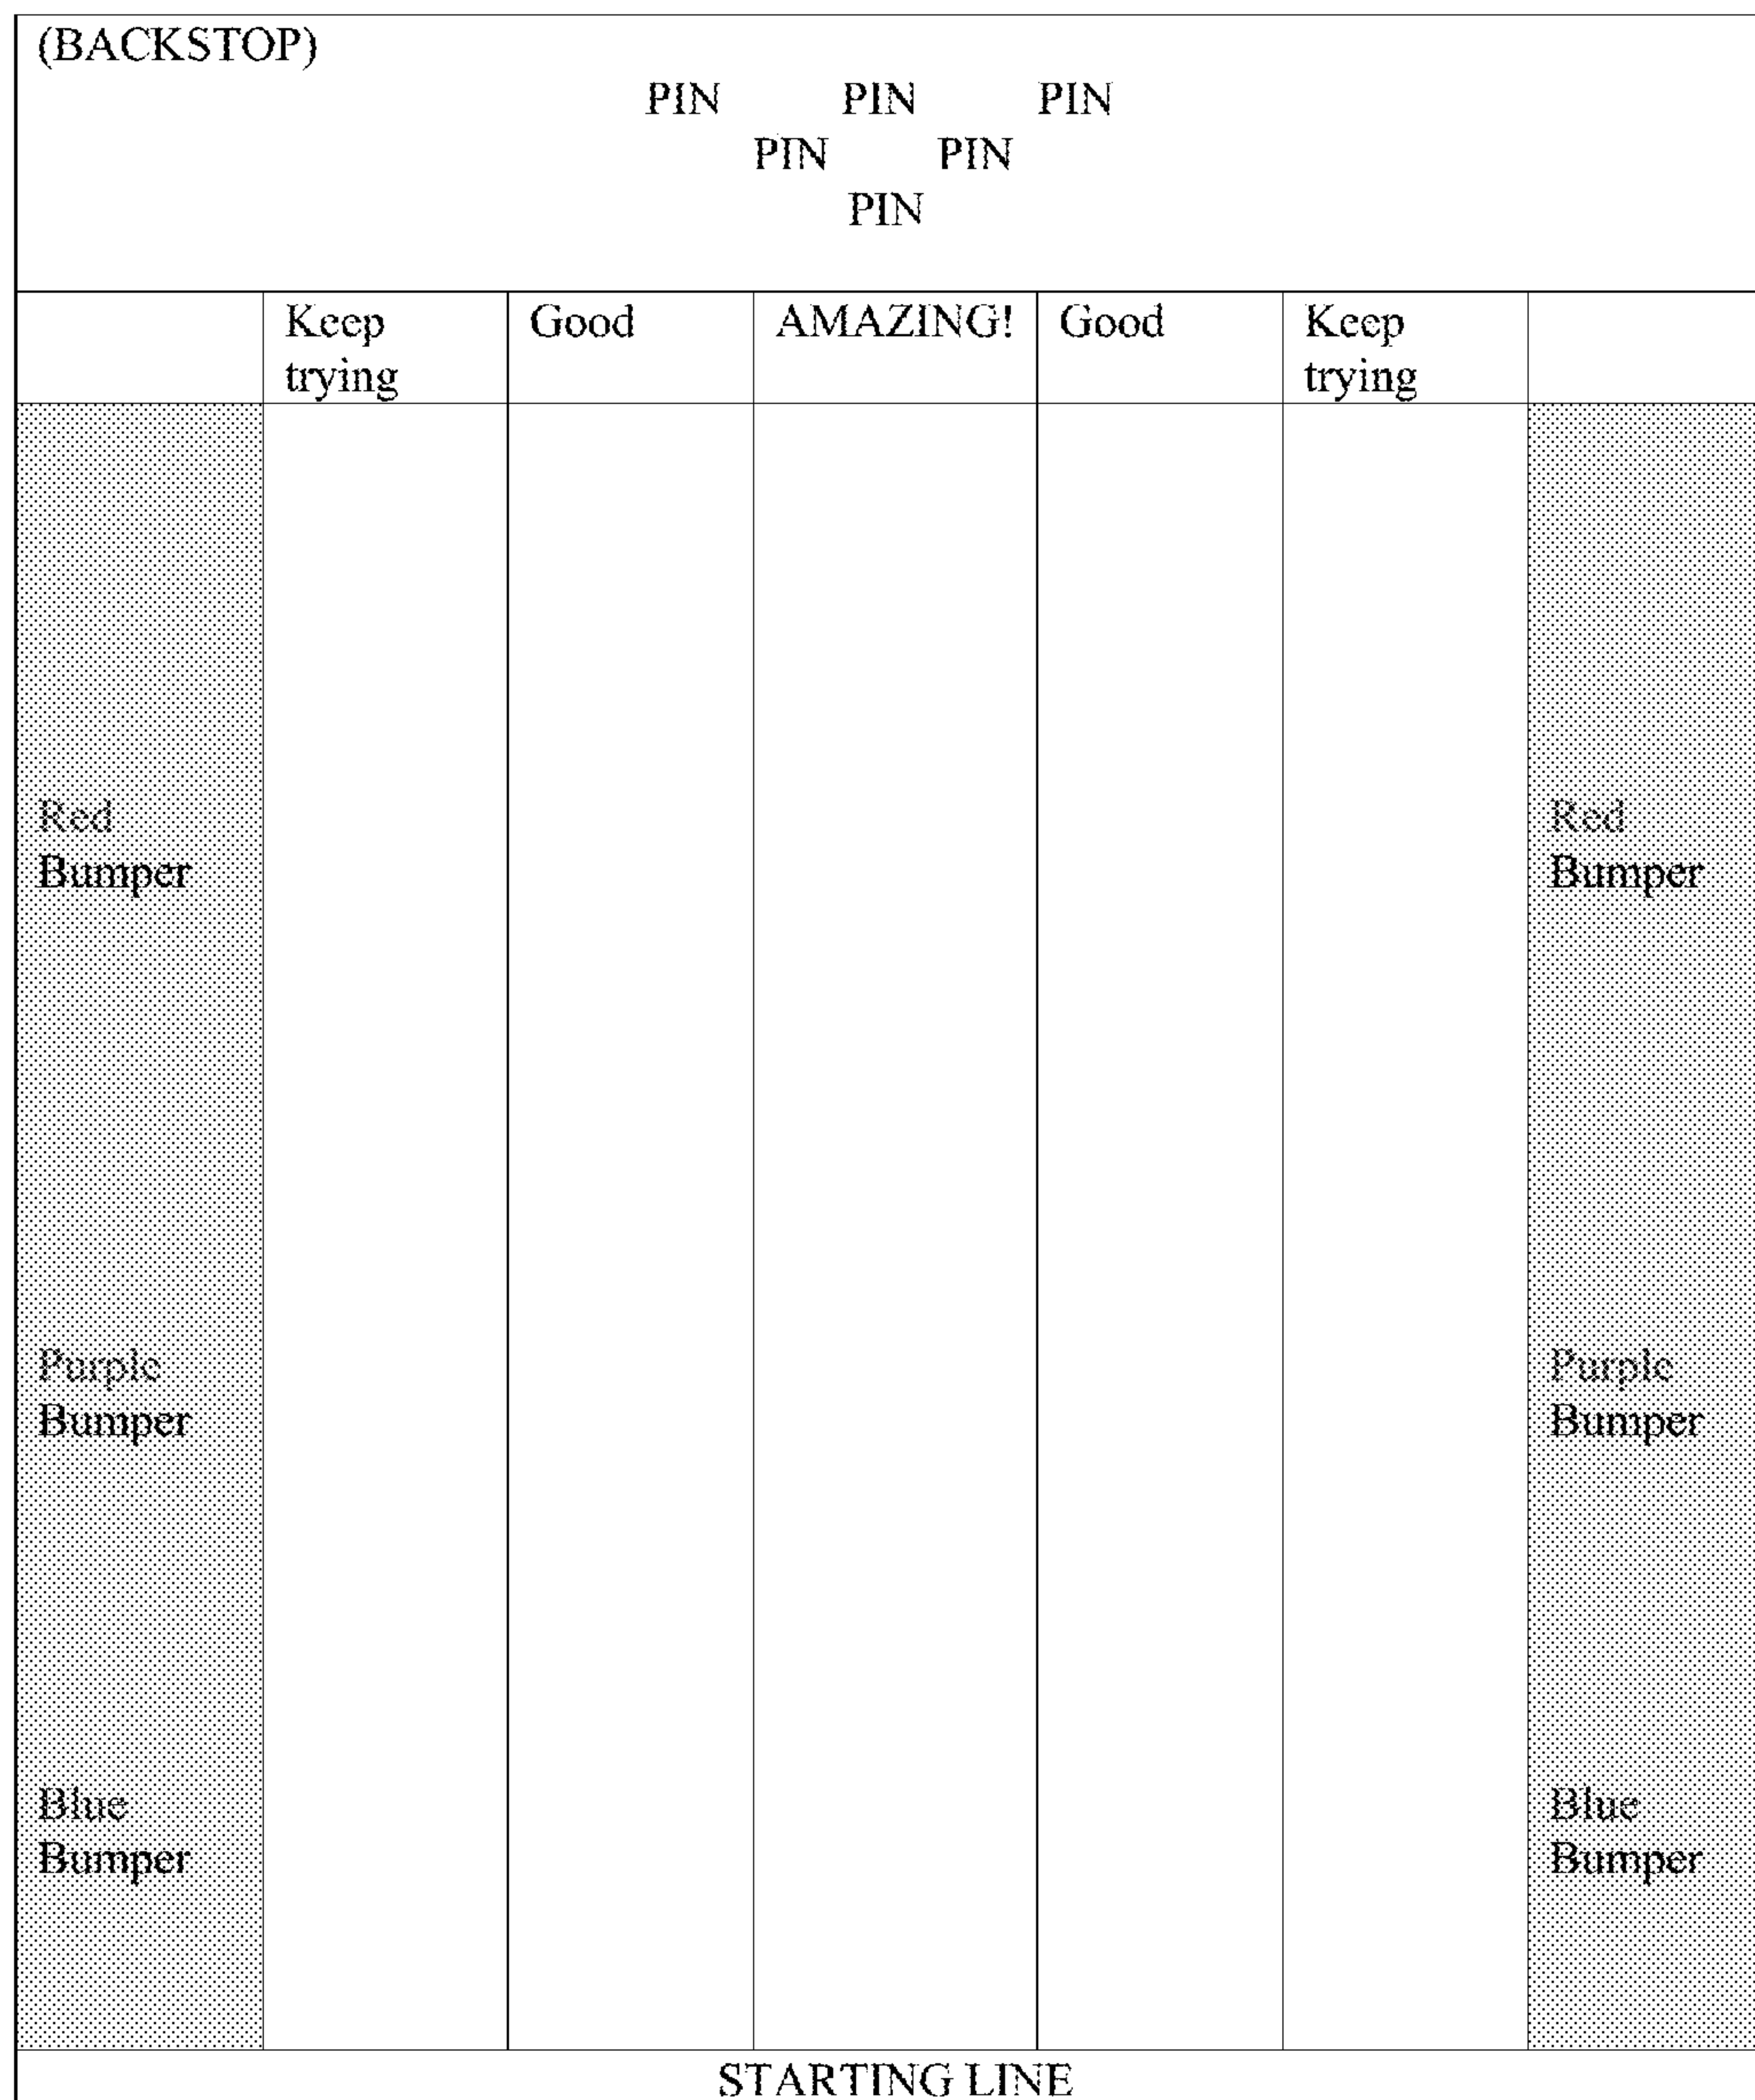 (BACKSTOP)
PIN PIN PIN
PIN PIN
PIN
Keep trying Good AMAZING! Good Keep trying
Red Bumper Red Bumper
Purple Bumper Purple Bumper
Blue Bumper Blue Bumper
STARTING LINE